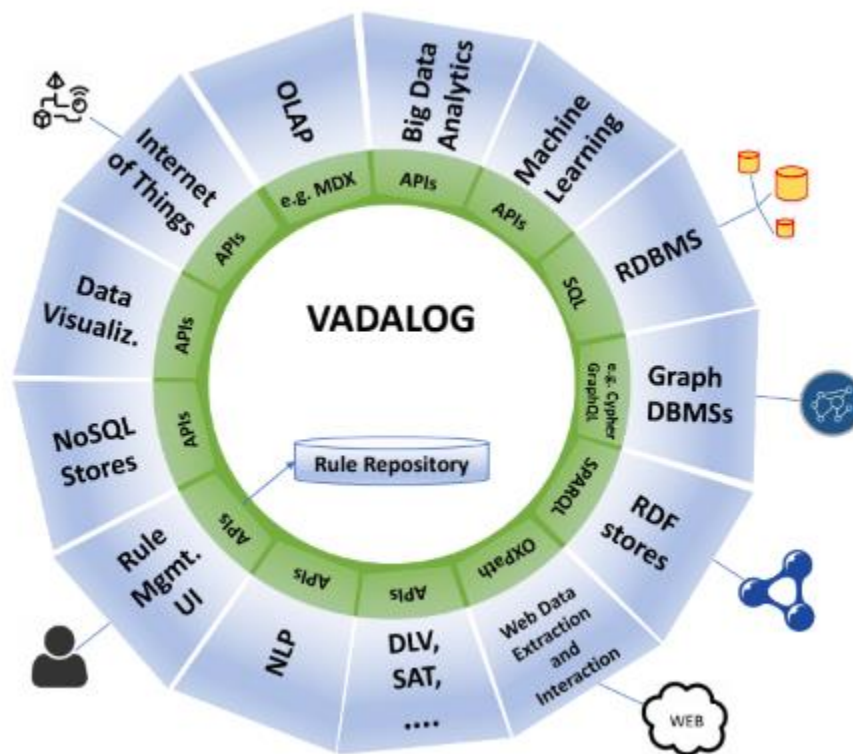 OLAP
Big Data
Analytics
Machine
Learning
RDBMS
Graph
DBMSs
RDF
stores
Web Data
Extraction
and
Interaction
DLV,
SAT,
....
NLP
Rule
Mgmt.
UI
NoSQL
Stores
Data
Visualiz.
Internet
of Things
e.g. MDX
APIs
APIs
SQL
e.g. Cypher
GraphQL
SPARQL
OXPath
APIs
APIs
APIs
APIs
APIs
APIs
VADALOG
Rule Repository
WEB